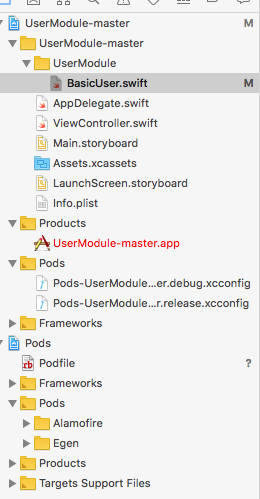 UserModule-master M
UserModule-master
UserModule
BasicUser.swift M
AppDelegate.swift
ViewController.swift
Main.storyboard
Assets.xcassets
LaunchScreen.storyboard
Info.plist
Products
UserModule-master.app
Pods
Pods-UserModule...er.debug.xcconfig
Pods-UserModule...r.release.xcconfig
Frameworks
Pods
Podfile ?
Frameworks
Pods
Alamofire
Egen
Products
Targets Support Files